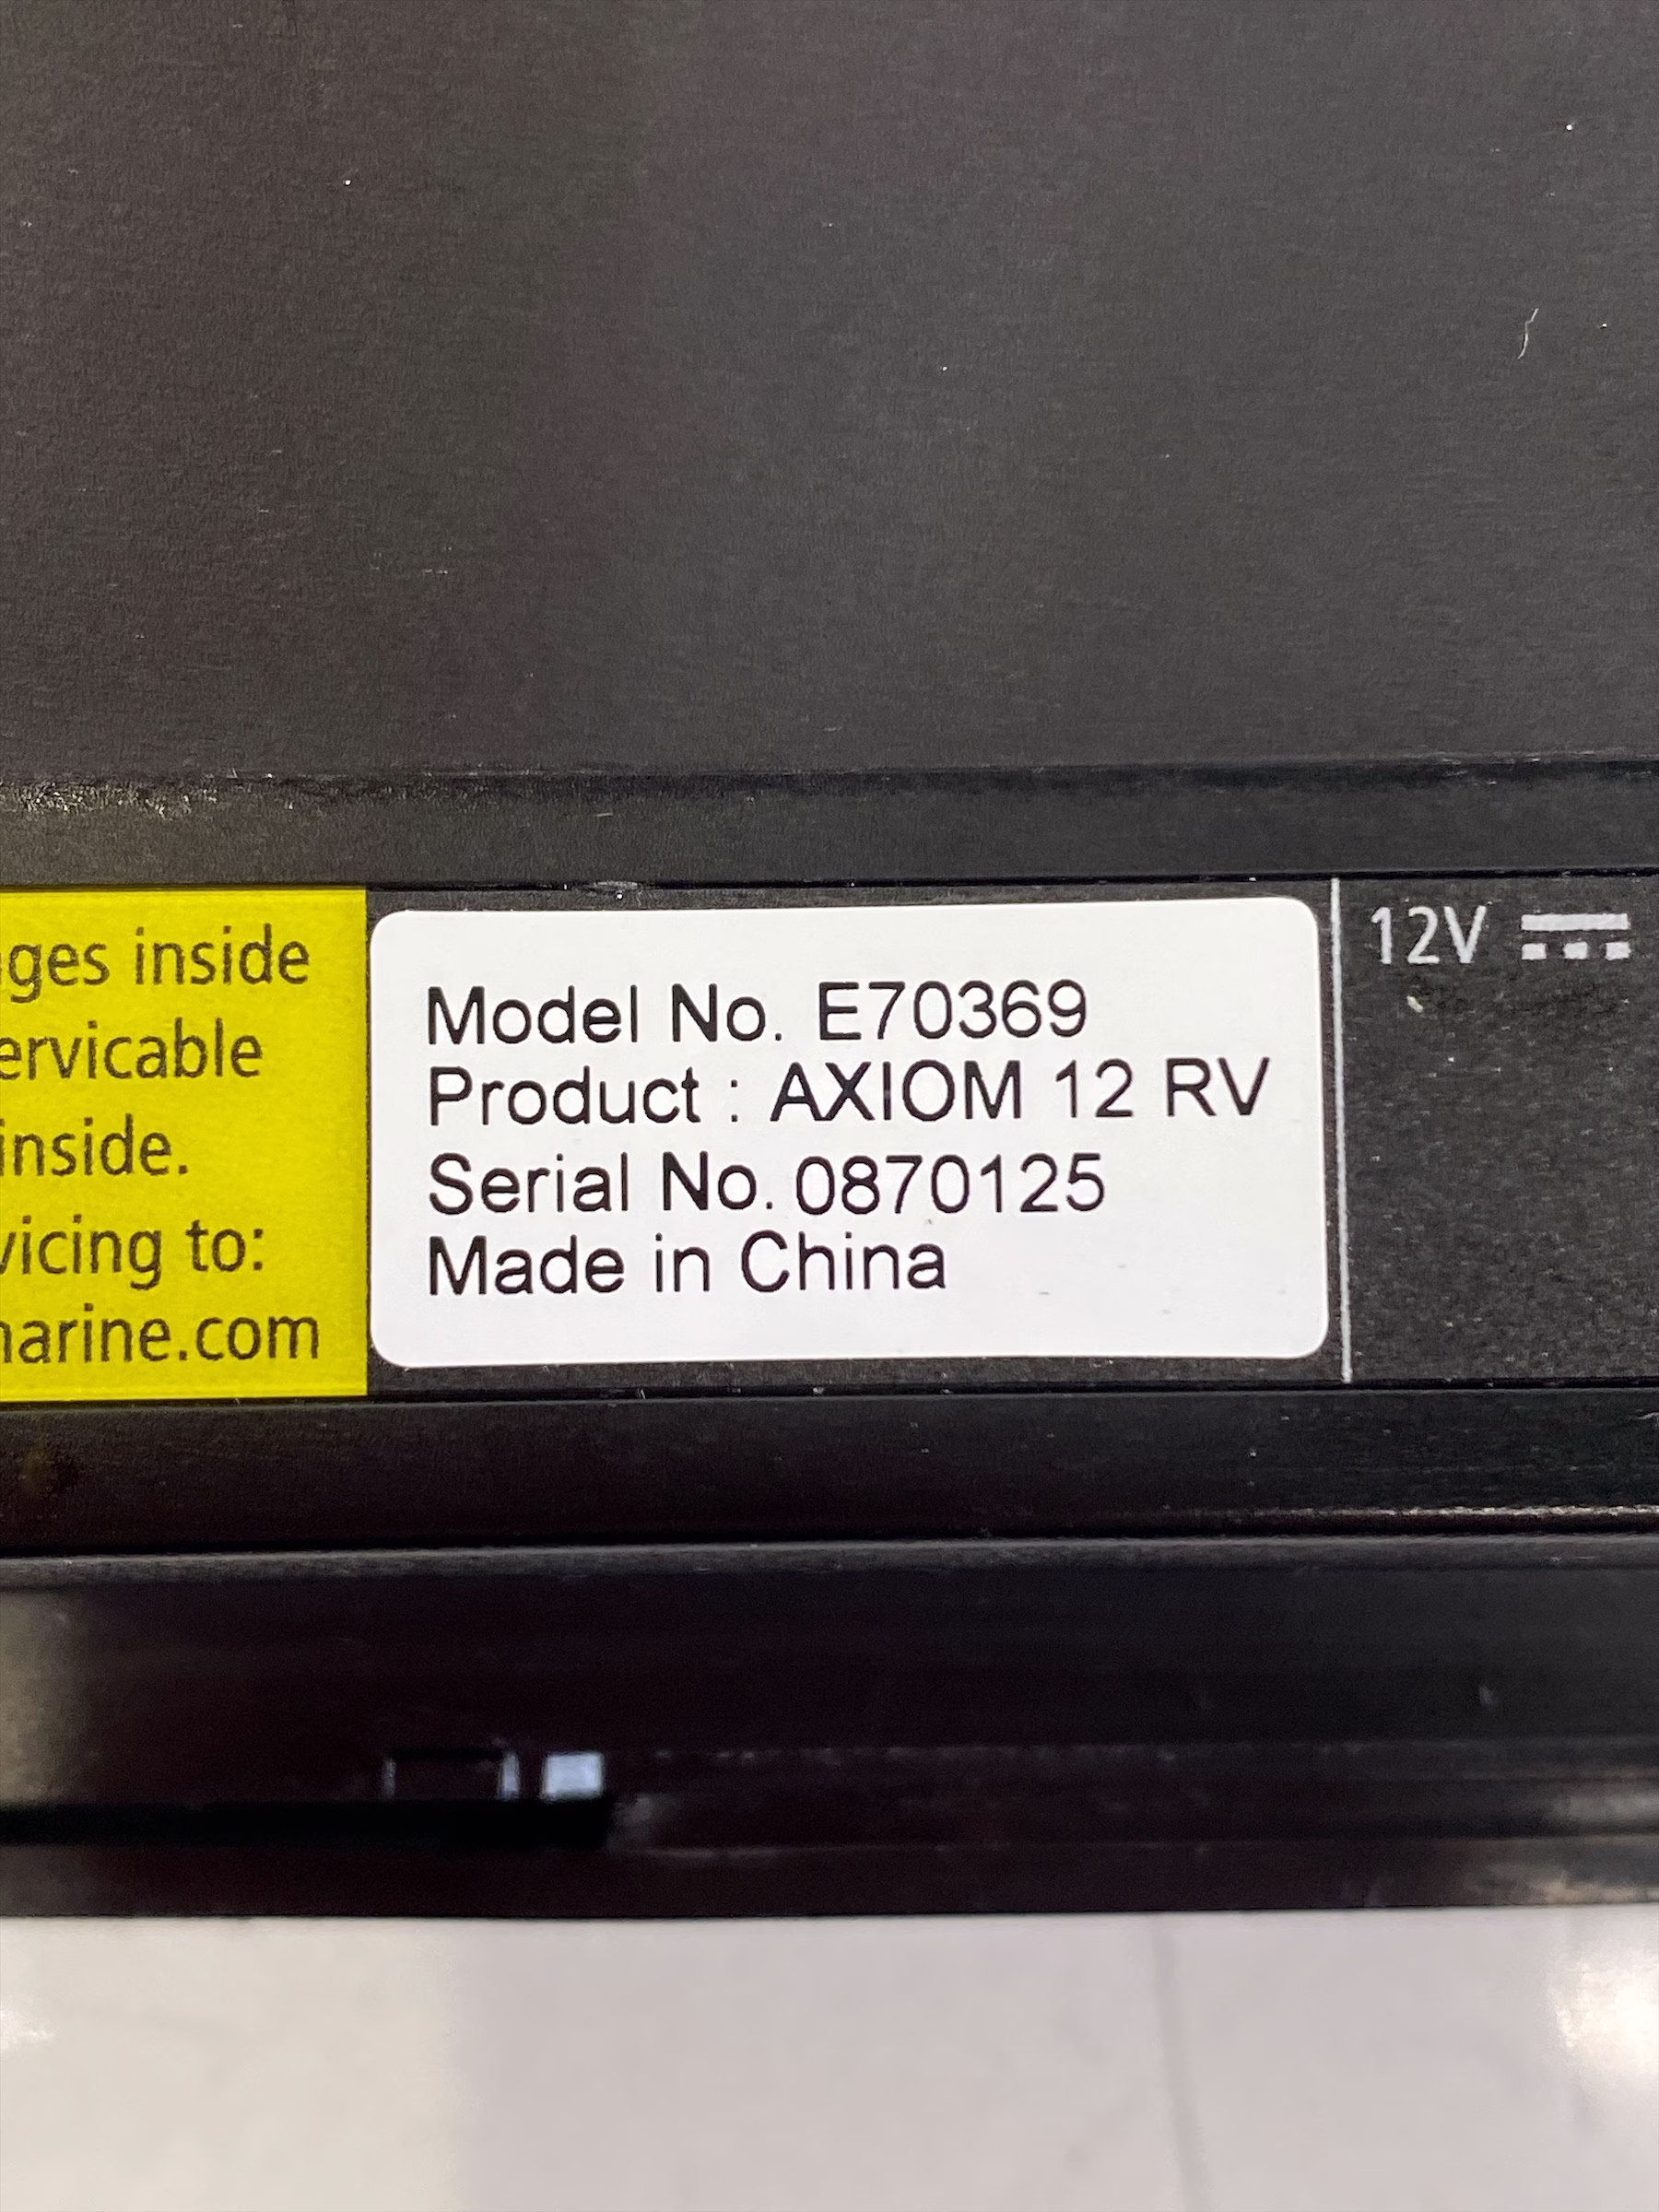 ges inside
ervicable
inside.
vicing to:
narine.com
Model No. E70369
Product : AXIOM 12 RV
Serial No. 0870125
Made in China
12V